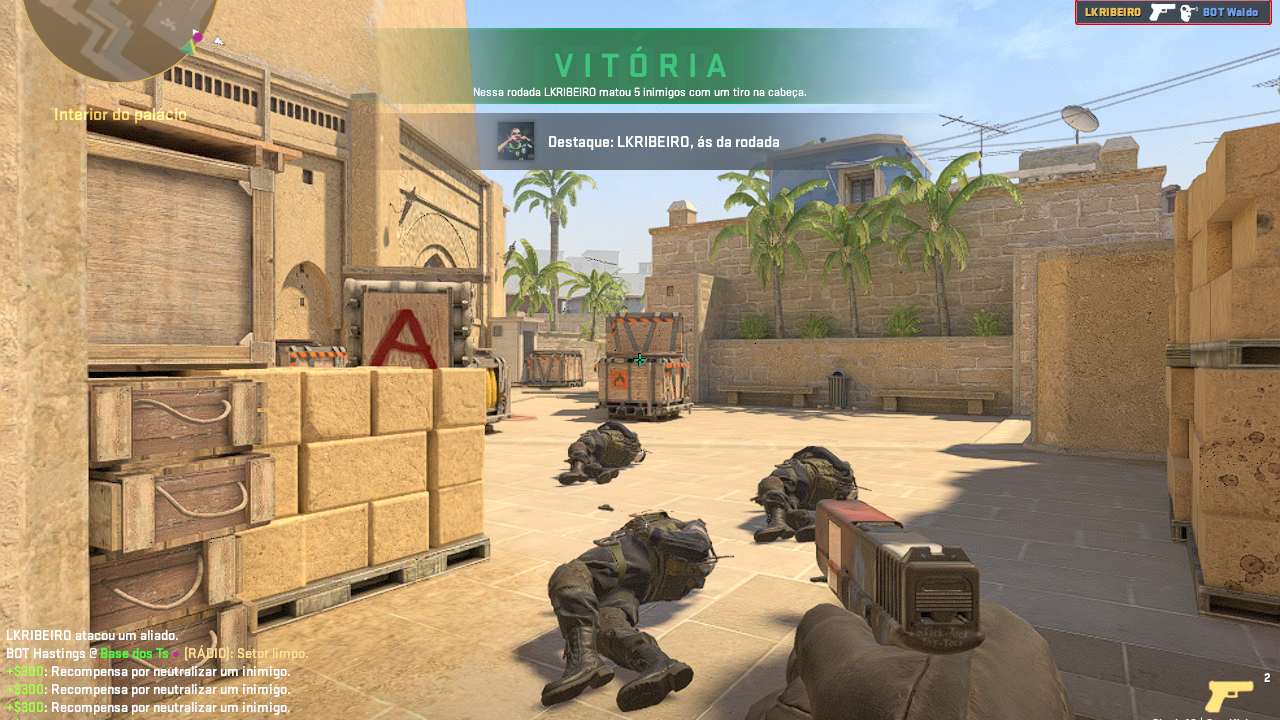 LKRIBEIRO BOT Waldo
VITÓRIA
Nessa rodada LKRIBEIRO matou 5 inimigos com um tiro na cabeça.
Interior do palácio
Destaque: LKRIBEIRO, ás da rodada
A
LKRIBEIRO atacou um aliado.
BOT Hastings @ Base dos Ts (RÁDIO): Setor limpo.
+$300: Recompensa por neutralizar um inimigo.
+$300: Recompensa por neutralizar um inimigo.
+$300: Recompensa por neutralizar um inimigo.
2